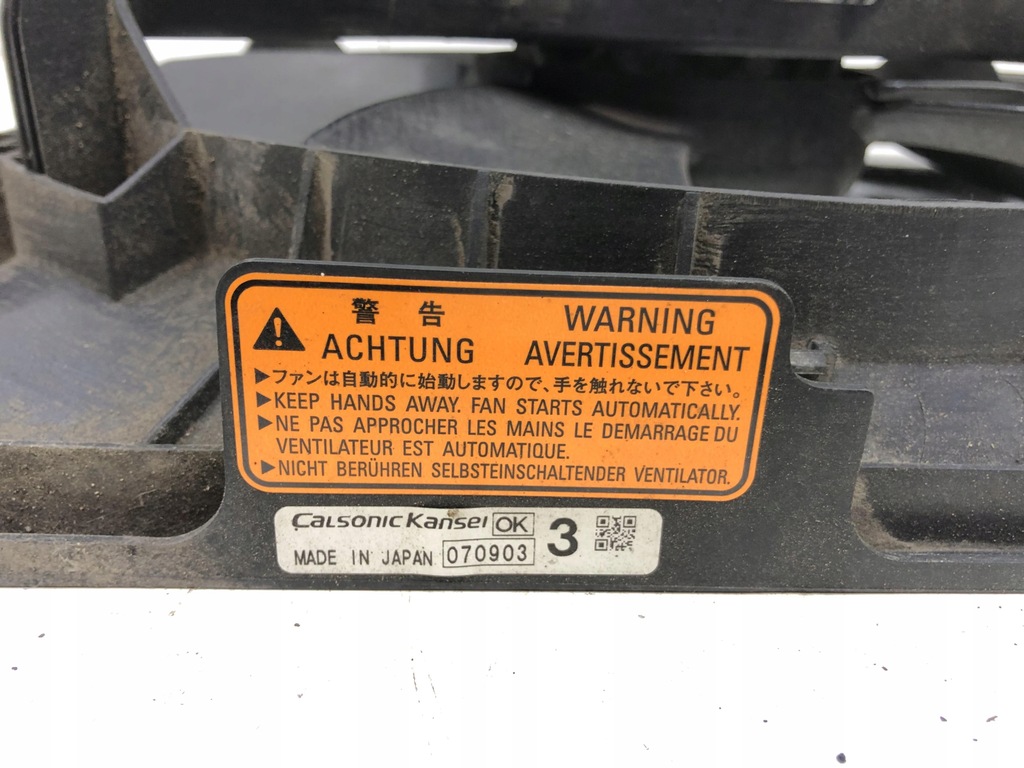 警告 WARNING
ACHTUNG AVERTISSEMENT
▶ファンは自動的に始動しますので、手を触れないで下さい。
▶KEEP HANDS AWAY. FAN STARTS AUTOMATICALLY.
▶NE PAS APPROCHER LES MAINS LE DEMARRAGE DU
VENTILATEUR EST AUTOMATIQUE.
▶NICHT BERÜHREN SELBSTEINSCHALTENDER VENTILATOR.
CalsonicKansei OK 3
MADE IN JAPAN 070903